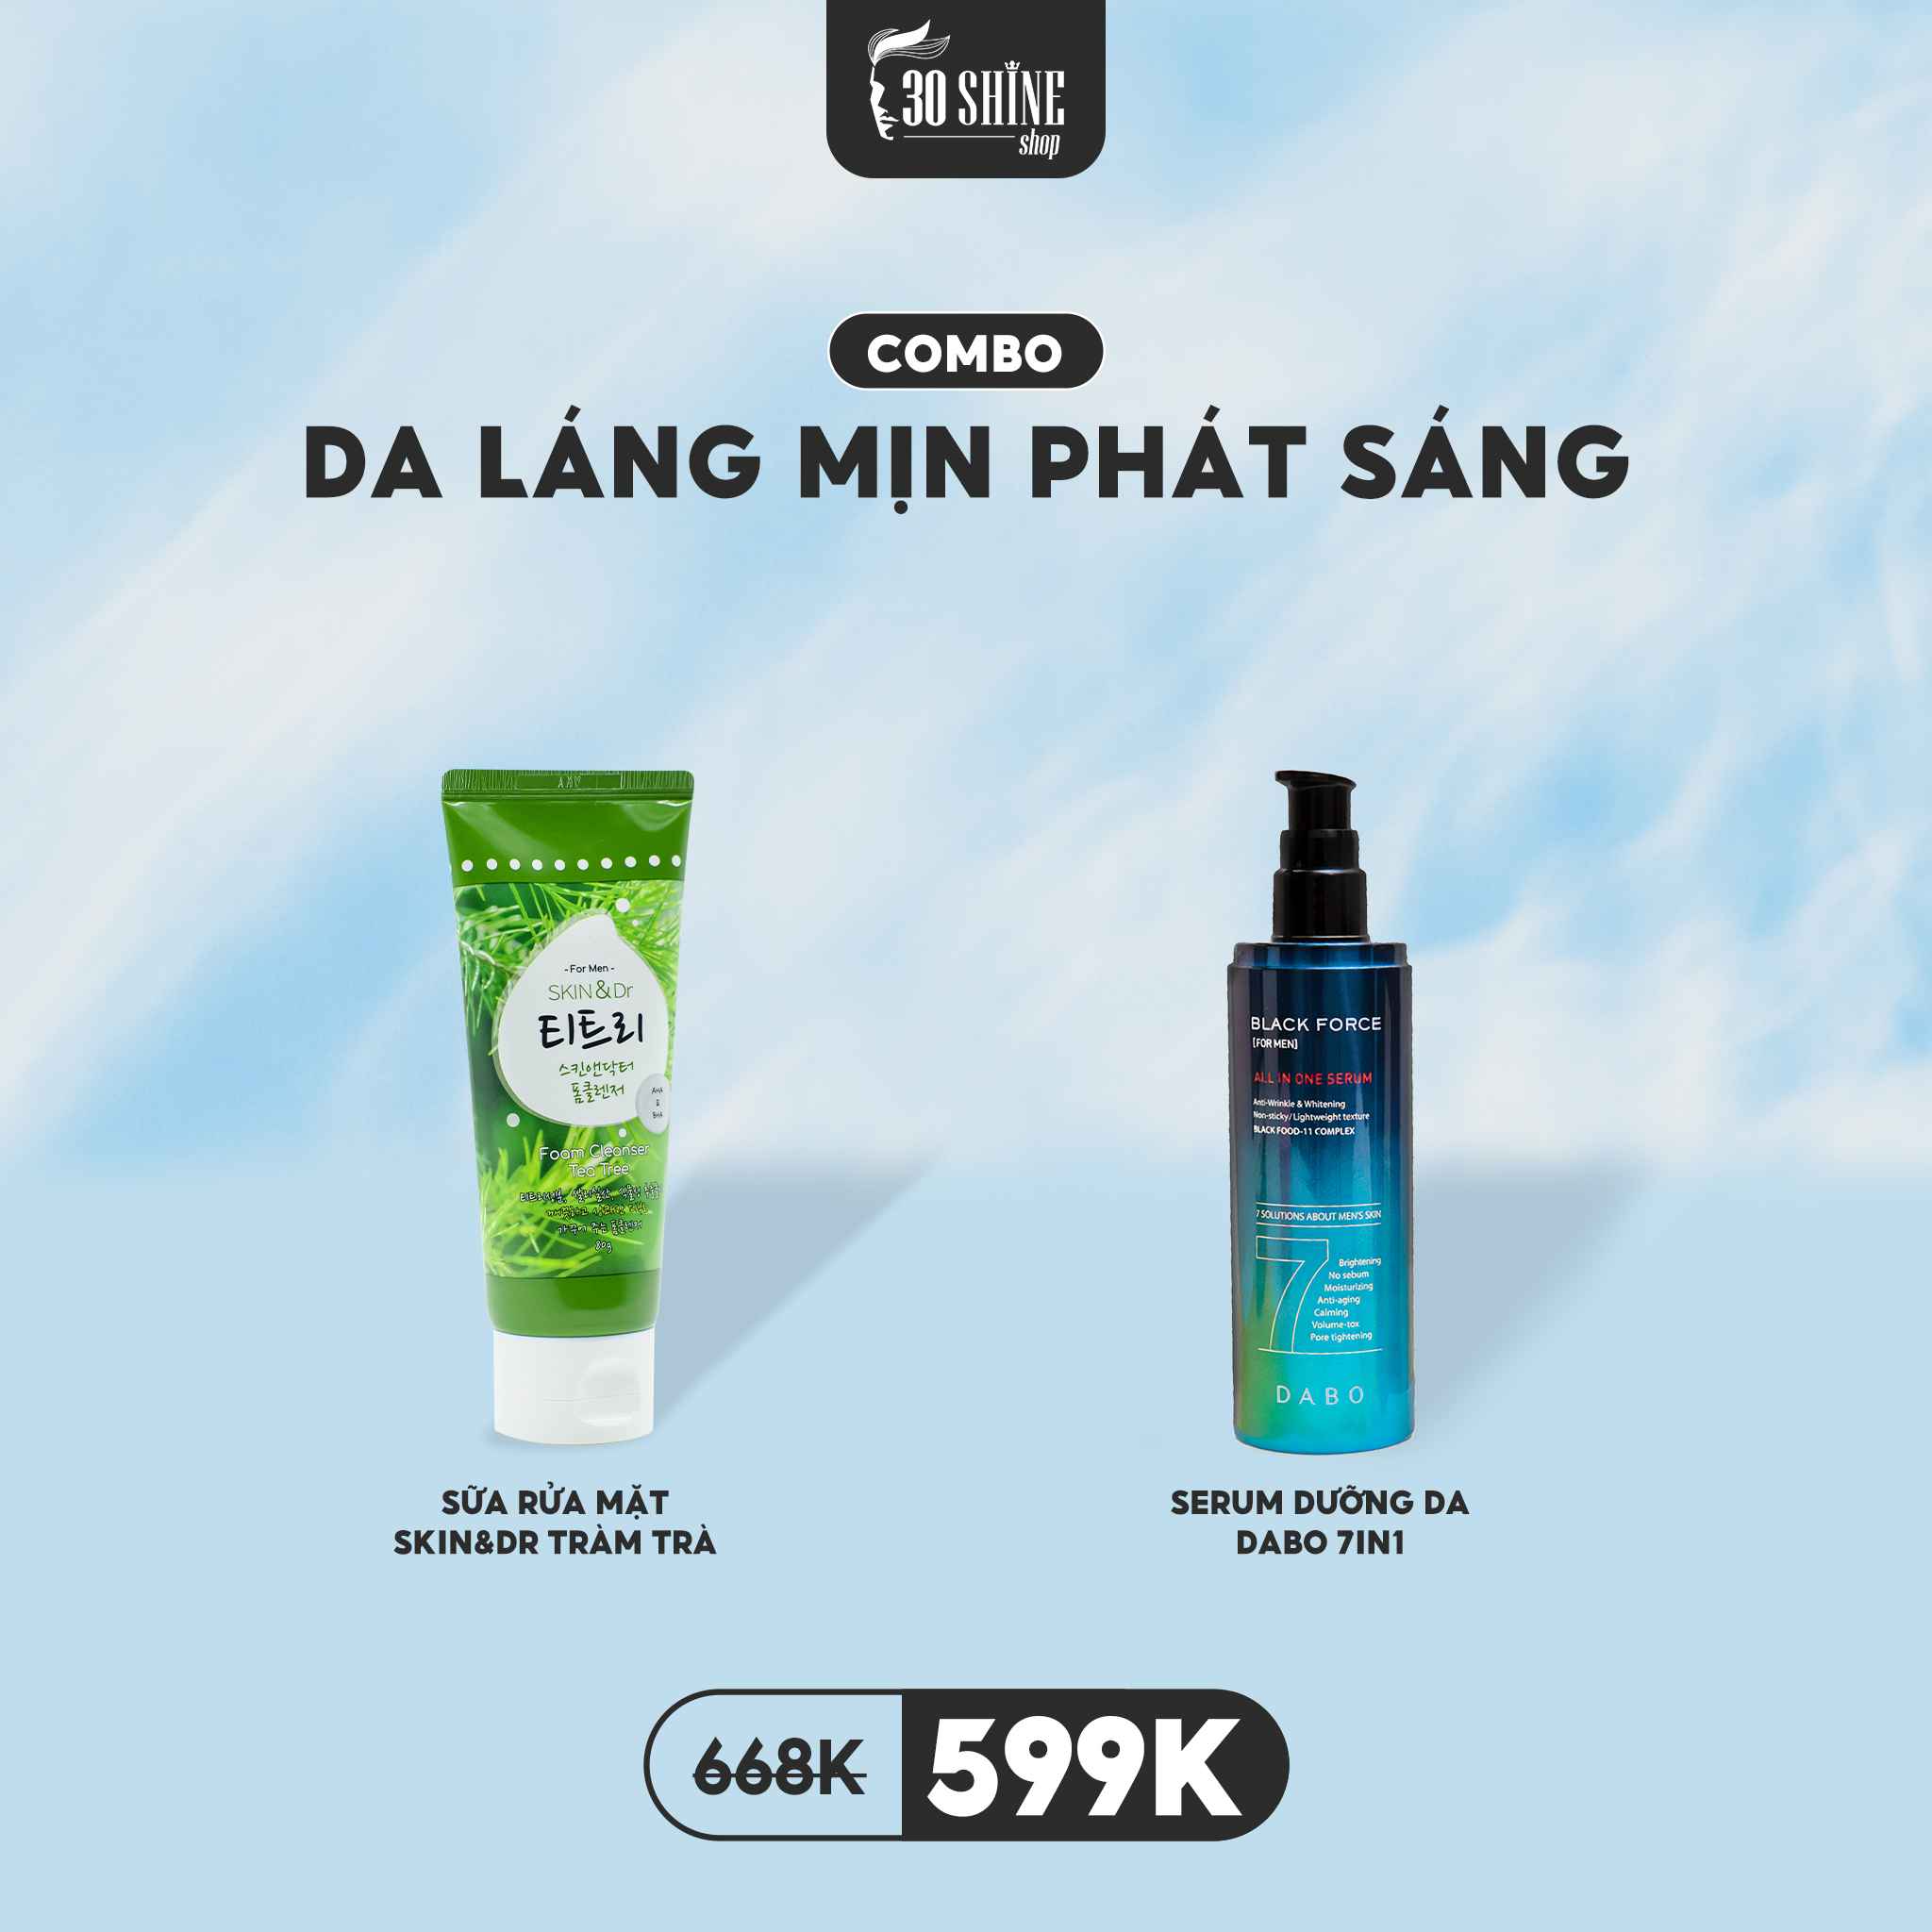 30 SHINE
shop
COMBO
DA LÁNG MỊN PHÁT SÁNG
- For Men -
SKIN&Dr
티트리
스킨앤닥터
폼클렌저
AHA
&
BHA
Foam Cleanser
Tea Tree
80g
BLACK FORCE
[FOR MEN]
ALL IN ONE SERUM
Anti-Wrinkle & Whitening
Non-sticky/Lightweight texture
BLACK FOOD-11 COMPLEX
7 SOLUTIONS ABOUT MEN'S SKIN
7
Brightening
No sebum
Moisturizing
Anti-aging
Calming
Volume-tox
Pore tightening
DABO
SỮA RỬA MẶT
SKIN&DR TRÀM TRÀ
SERUM DƯỠNG DA
DABO 7IN1
668K
599K